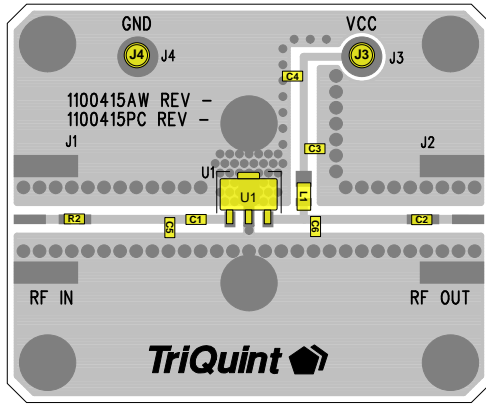 GND VCC
J4 J4 J3 J3
C4
1100415AW REV -
1100415PC REV -
J1 C3 J2
U1
U1 L1
R2 C1 C5 C6 C2
RF IN RF OUT
TriQuint